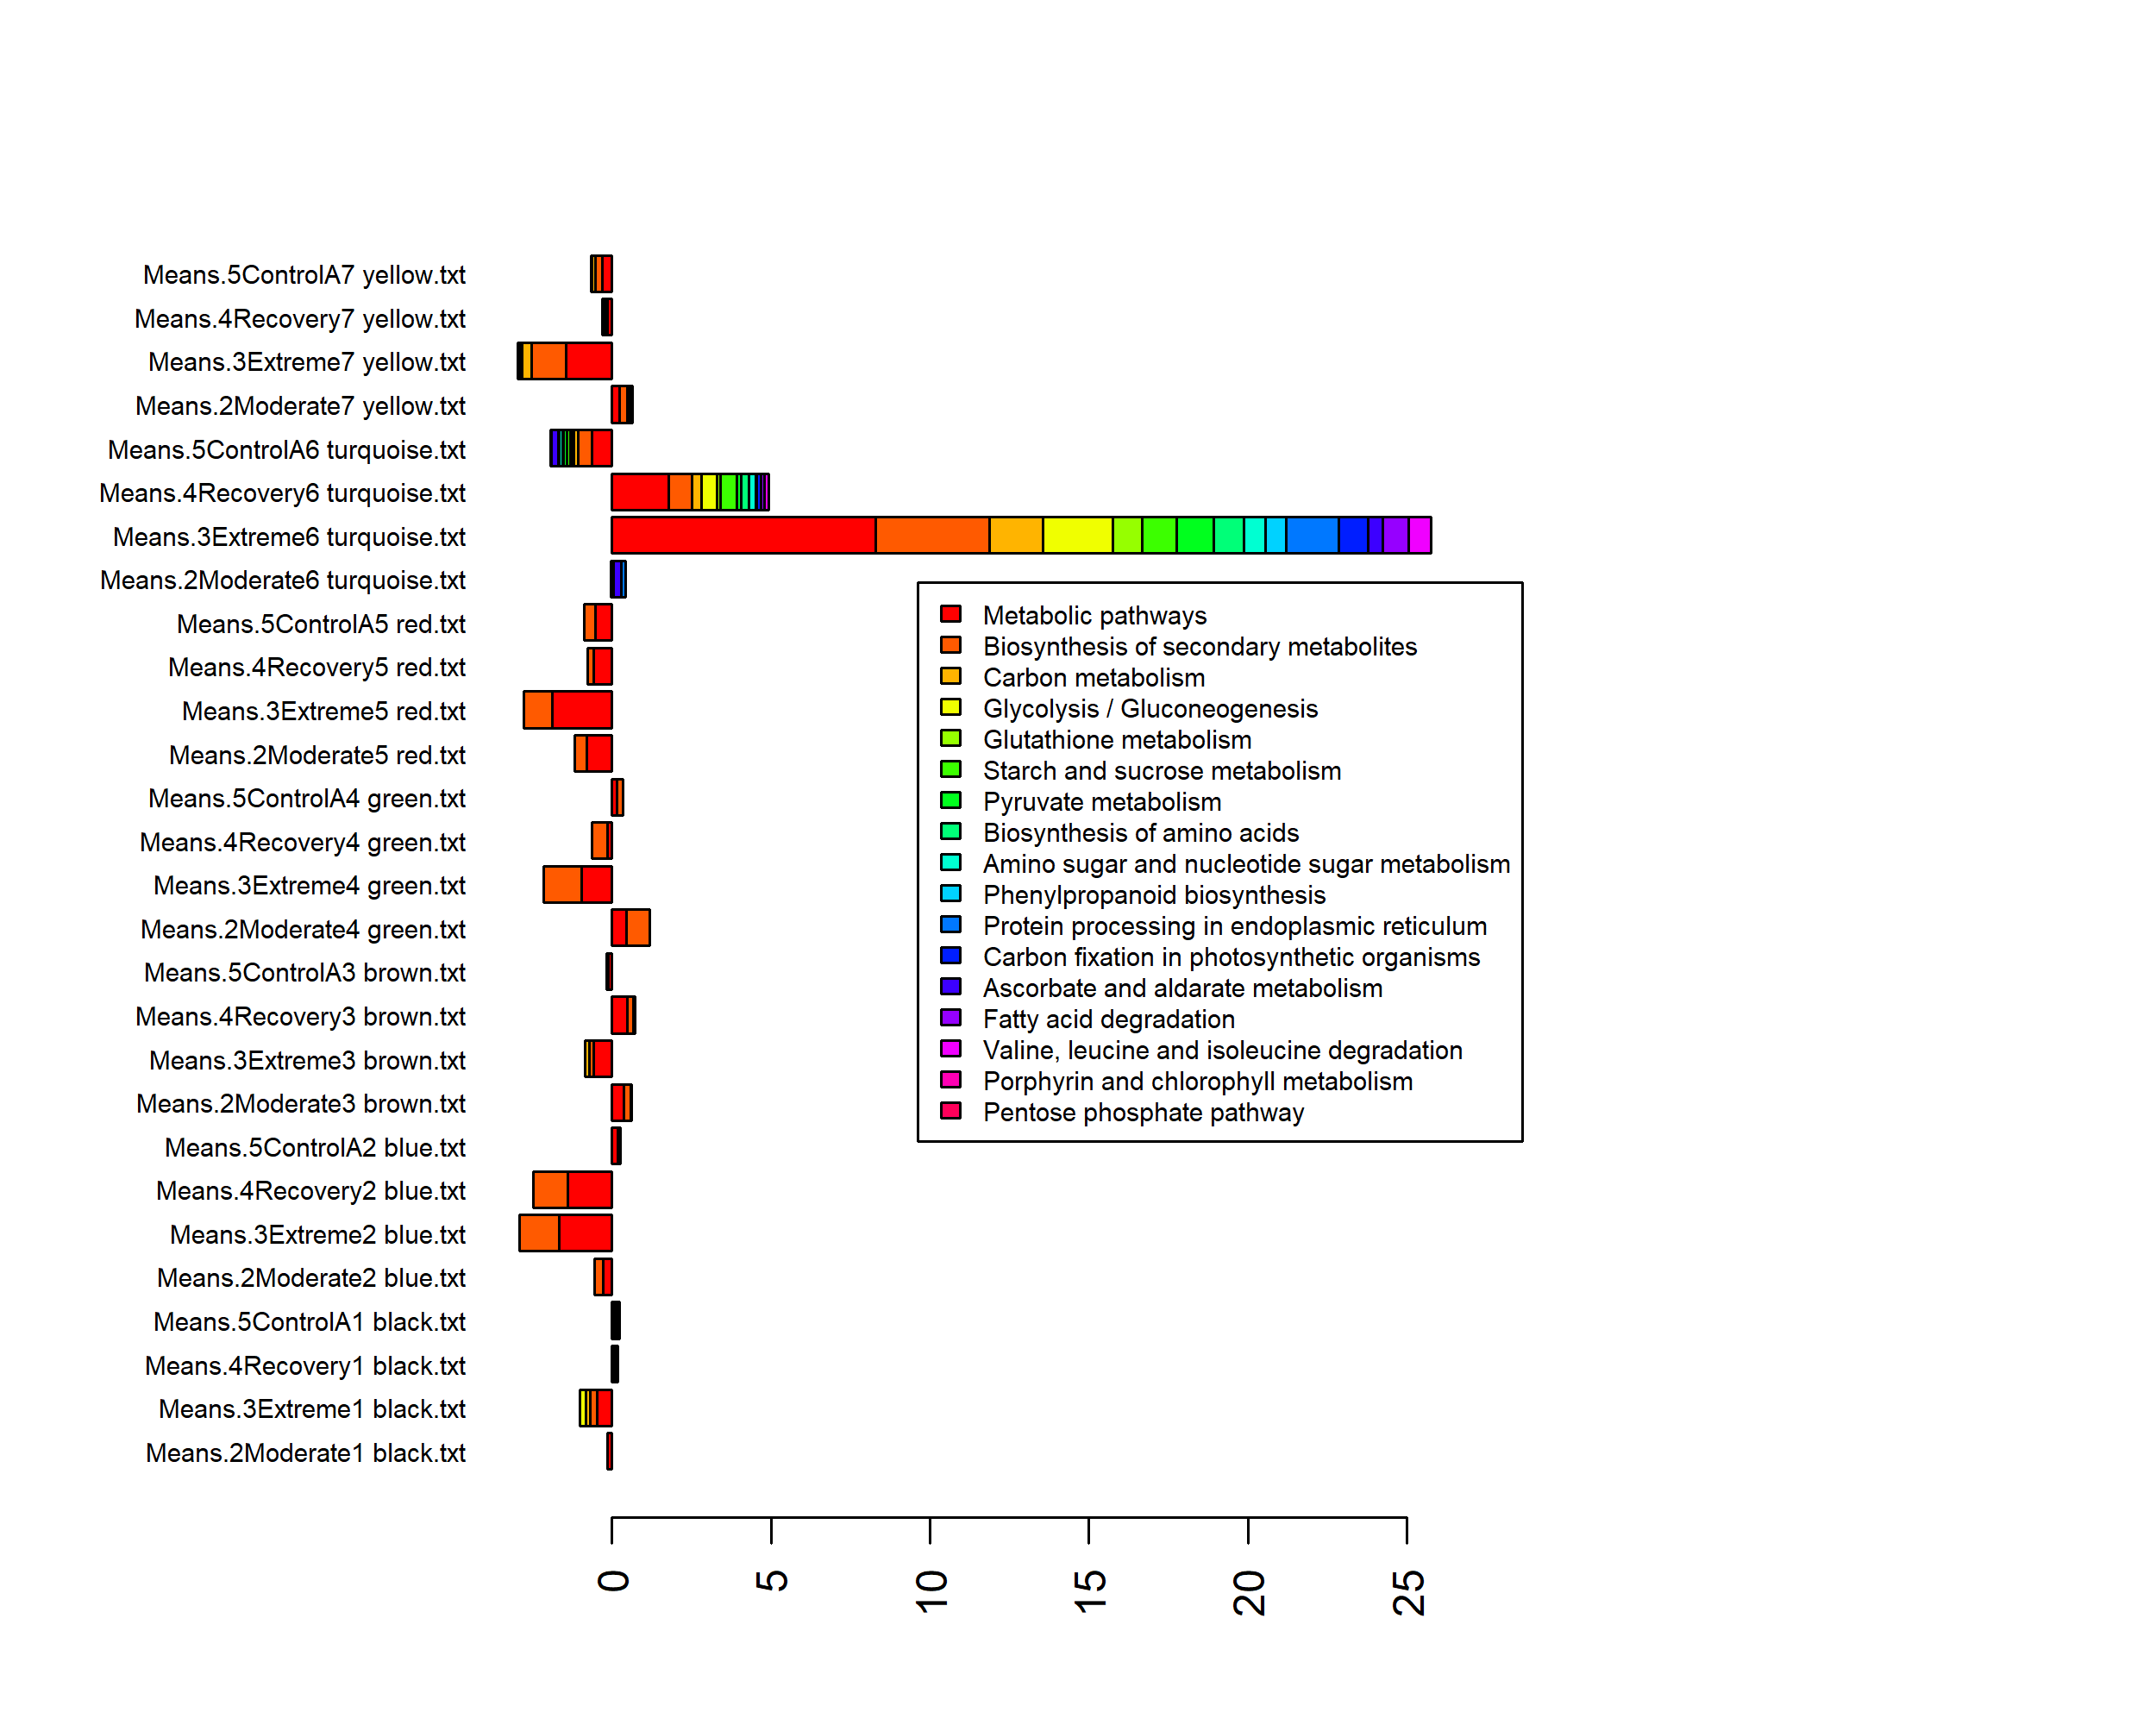 Means.5ControlA7 yellow.txt
Means.4Recovery7 yellow.txt
Means.3Extreme7 yellow.txt
Means.2Moderate7 yellow.txt
Means.5ControlA6 turquoise.txt
Means.4Recovery6 turquoise.txt
Means.3Extreme6 turquoise.txt
Means.2Moderate6 turquoise.txt
Means.5ControlA5 red.txt
Means.4Recovery5 red.txt
Means.3Extreme5 red.txt
Means.2Moderate5 red.txt
Means.5ControlA4 green.txt
Means.4Recovery4 green.txt
Means.3Extreme4 green.txt
Means.2Moderate4 green.txt
Means.5ControlA3 brown.txt
Means.4Recovery3 brown.txt
Means.3Extreme3 brown.txt
Means.2Moderate3 brown.txt
Means.5ControlA2 blue.txt
Means.4Recovery2 blue.txt
Means.3Extreme2 blue.txt
Means.2Moderate2 blue.txt
Means.5ControlA1 black.txt
Means.4Recovery1 black.txt
Means.3Extreme1 black.txt
Means.2Moderate1 black.txt
Metabolic pathways
Biosynthesis of secondary metabolites
Carbon metabolism
Glycolysis / Gluconeogenesis
Glutathione metabolism
Starch and sucrose metabolism
Pyruvate metabolism
Biosynthesis of amino acids
Amino sugar and nucleotide sugar metabolism
Phenylpropanoid biosynthesis
Protein processing in endoplasmic reticulum
Carbon fixation in photosynthetic organisms
Ascorbate and aldarate metabolism
Fatty acid degradation
Valine, leucine and isoleucine degradation
Porphyrin and chlorophyll metabolism
Pentose phosphate pathway
0
5
10
15
20
25